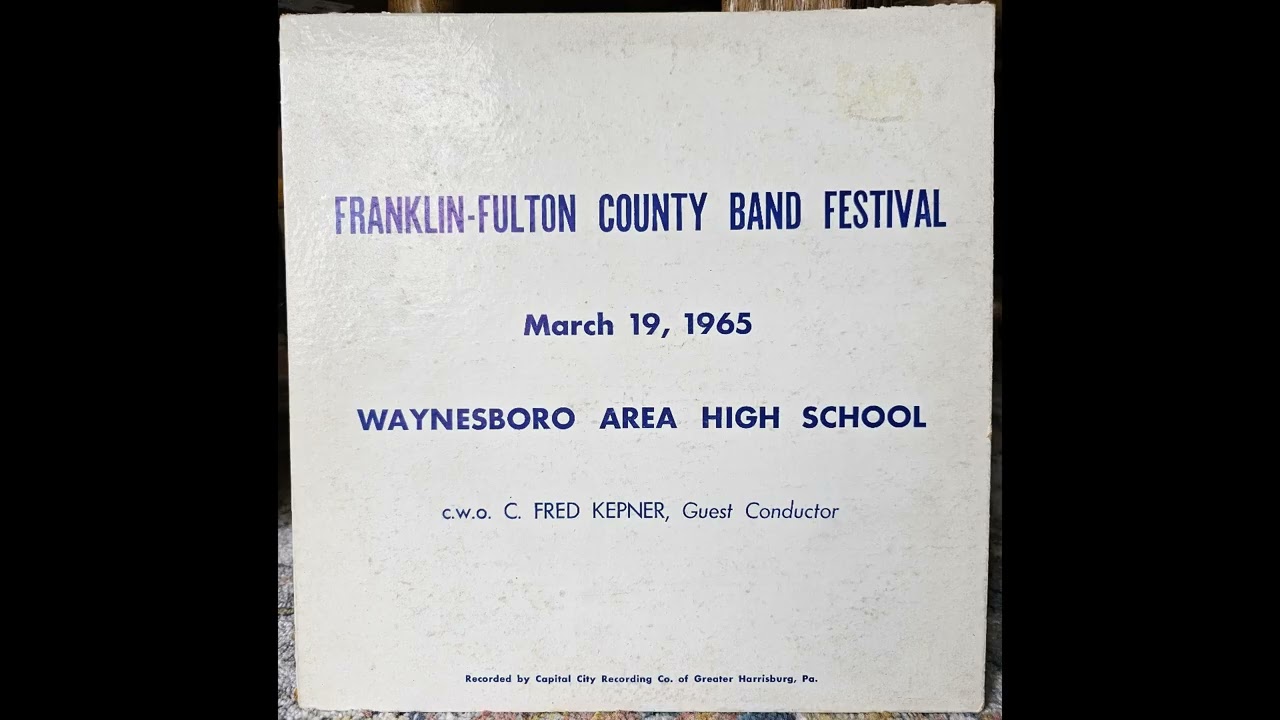 FRANKLIN-FULTON COUNTY BAND FESTIVAL
March 19, 1965
WAYNESBORO AREA HIGH SCHOOL
c.w.o. C. FRED KEPNER, Guest Conductor
Recorded by Capital City Recording Co. of Greater Harrisburg, Pa.